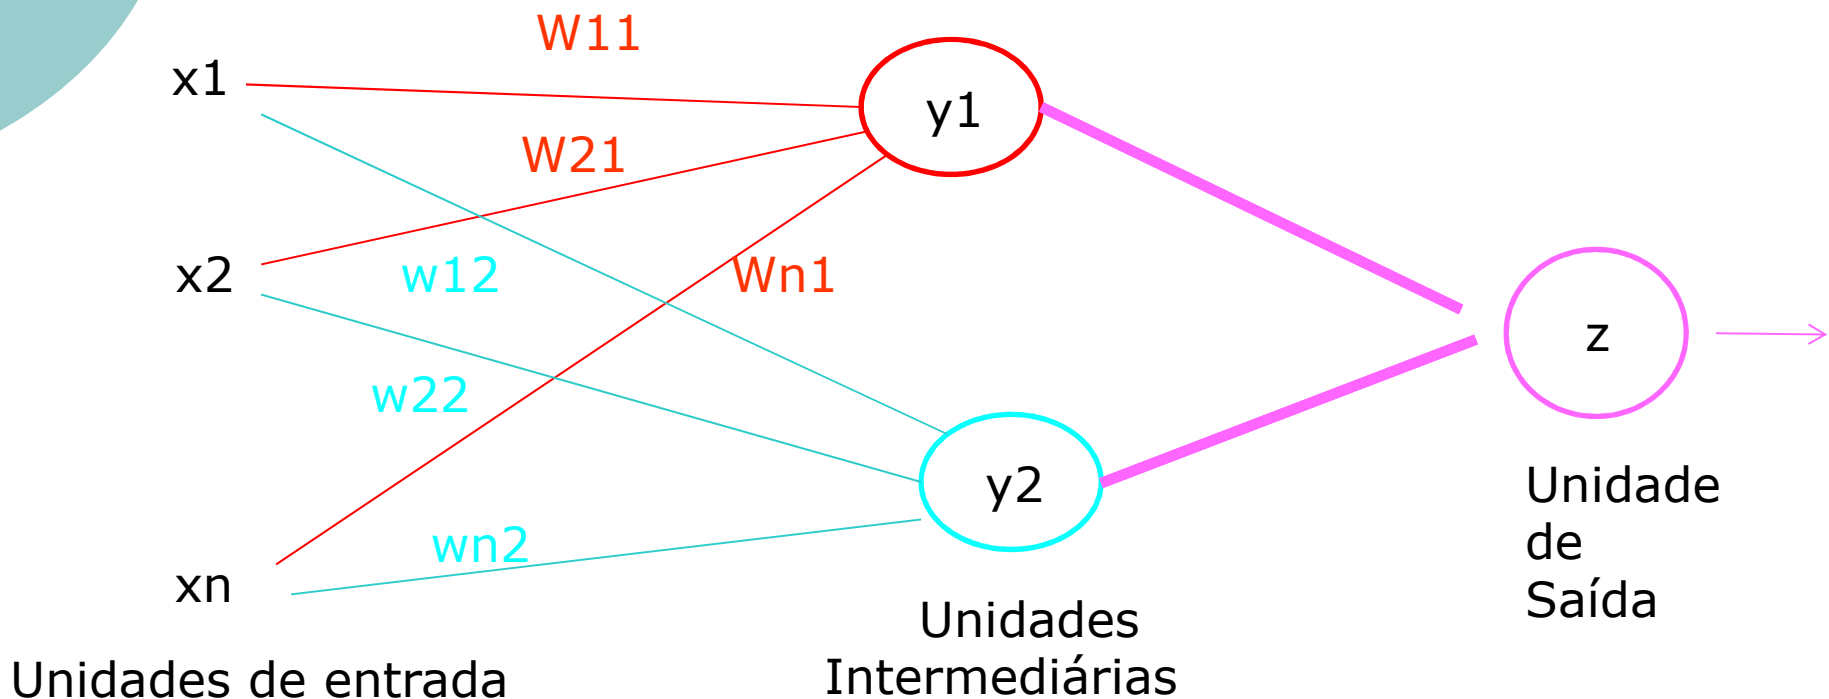 W11
x1
y1
W21
x2
w12
Wn1
z
w22
y2
Unidade
de
Saída
wn2
xn
Unidades
Intermediárias
Unidades de entrada